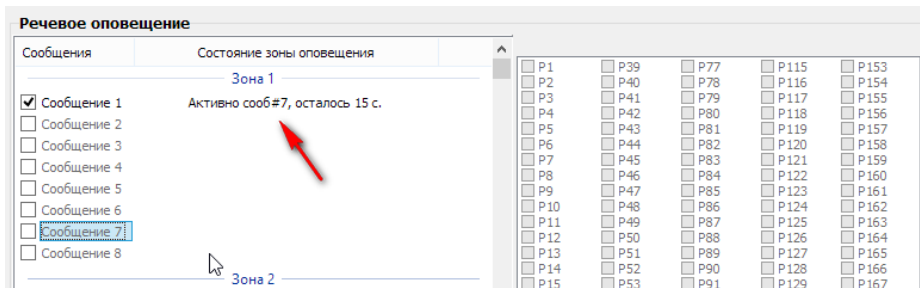 Речевое оповещение
Сообщения Состояние зоны оповещения
Зона 1
Сообщение 1 Активно сооб#7, осталось 15 с.
Сообщение 2
Сообщение 3
Сообщение 4
Сообщение 5
Сообщение 6
Сообщение 7
Сообщение 8
Зона 2
P1 P39 P77 P115 P153
P2 P40 P78 P116 P154
P3 P41 P79 P117 P155
P4 P42 P80 P118 P156
P5 P43 P81 P119 P157
P6 P44 P82 P120 P158
P7 P45 P83 P121 P159
P8 P46 P84 P122 P160
P9 P47 P85 P123 P161
P10 P48 P86 P124 P162
P11 P49 P87 P125 P163
P12 P50 P88 P126 P164
P13 P51 P89 P127 P165
P14 P52 P90 P128 P166
P15 P53 P91 P129 P167